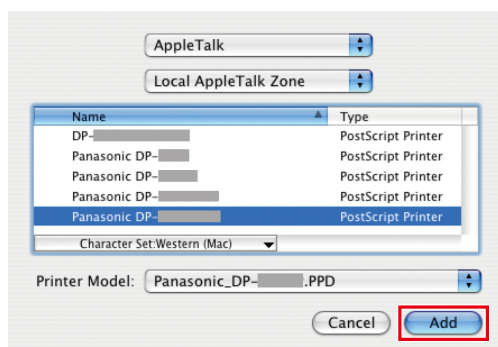 AppleTalk
Local AppleTalk Zone
Name Type
DP- PostScript Printer
Panasonic DP- PostScript Printer
Panasonic DP- PostScript Printer
Panasonic DP- PostScript Printer
Panasonic DP- PostScript Printer
Character Set:Western (Mac)
Printer Model: Panasonic_DP- .PPD
Cancel Add